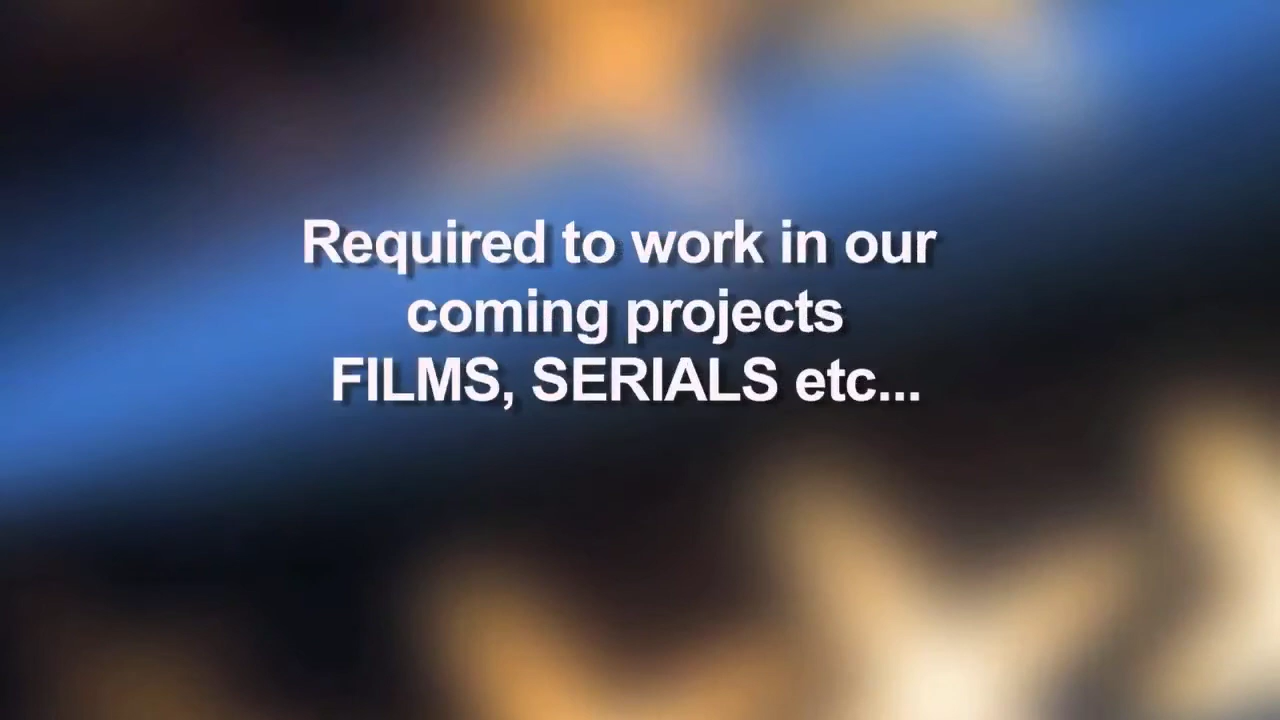 Required to work in our
coming projects
FILMS, SERIALS etc...